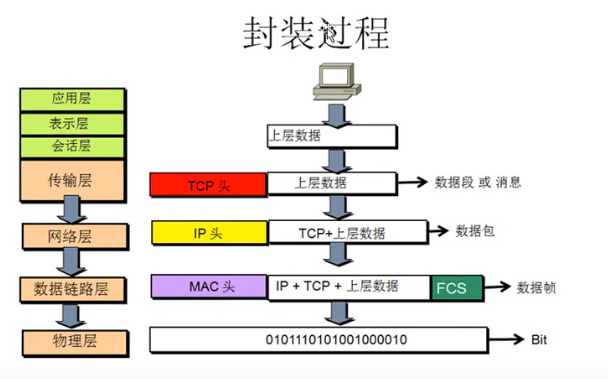 封装过程
应用层
表示层
会话层
传输层
网络层
数据链路层
物理层
上层数据
TCP 头
上层数据
数据段 或 消息
IP 头
TCP+上层数据
数据包
MAC 头
IP + TCP + 上层数据
FCS
数据帧
0101110101001000010
Bit